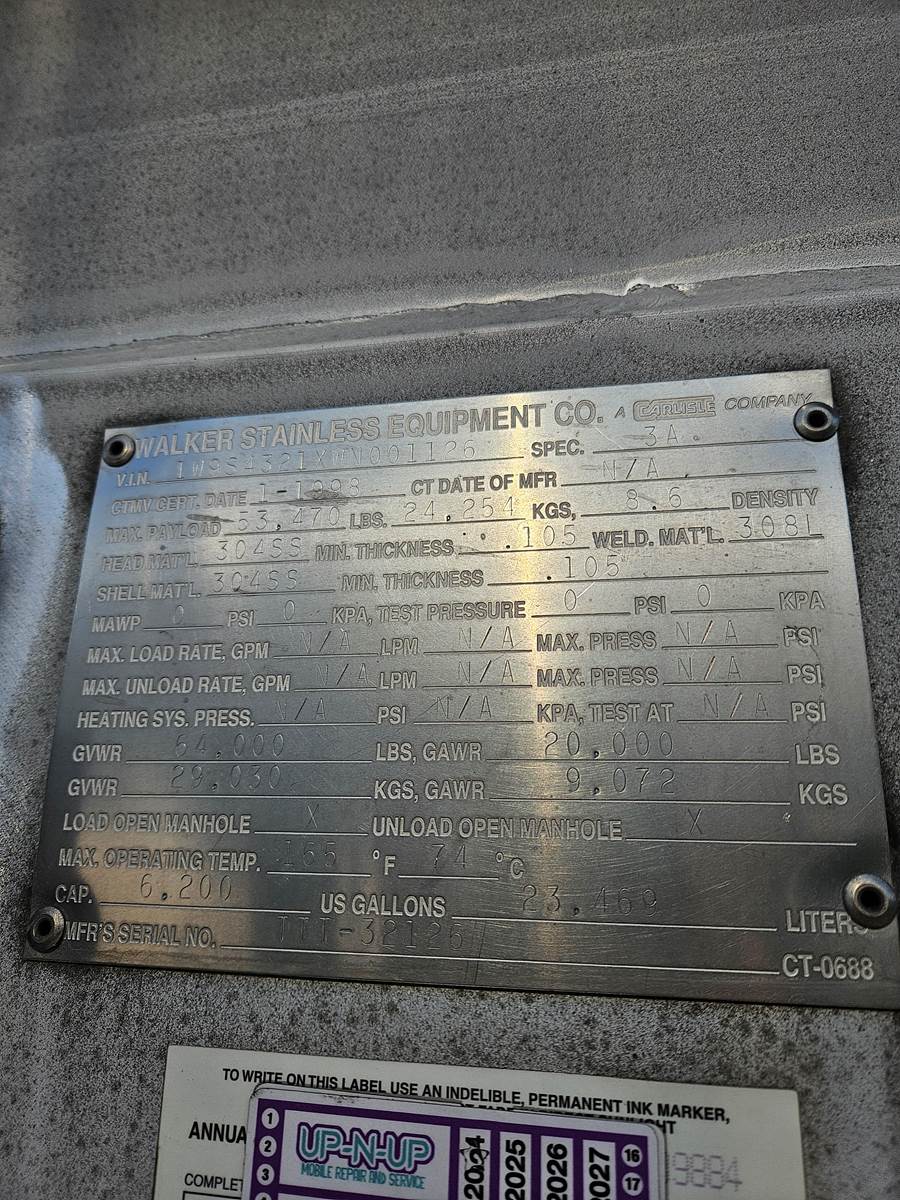 WALKER STAINLESS EQUIPMENT CO. A CARLISLE COMPANY
V.I.N. SPEC. 3A
CTMV CERT. DATE 1-1998 CT DATE OF MFR N/A
MAX. PAYLOAD 53,470 LBS. 24,254 KGS, 8.6 DENSITY
HEAD MAT'L. 304SS MIN. THICKNESS .105 WELD. MAT'L. 308L
SHELL MAT'L. 304SS MIN. THICKNESS .105
MAWP 0 PSI 0 KPA, TEST PRESSURE 0 PSI 0 KPA
MAX. LOAD RATE, GPM N/A LPM N/A MAX. PRESS N/A PSI
MAX. UNLOAD RATE, GPM N/A LPM N/A MAX. PRESS N/A PSI
HEATING SYS. PRESS. N/A PSI N/A KPA, TEST AT N/A PSI
GVWR 64,000 LBS, GAWR 20,000 LBS
GVWR 29,030 KGS, GAWR 9,072 KGS
LOAD OPEN MANHOLE X UNLOAD OPEN MANHOLE X
MAX. OPERATING TEMP. 165 °F 74 °C
CAP. 6,200 US GALLONS 23,469 LITERS
MFR'S SERIAL NO.
CT-0688
TO WRITE ON THIS LABEL USE AN INDELIBLE, PERMANENT INK MARKER,
1 2 3
UP-N-UP
MOBILE REPAIR AND SERVICE
2024 2025 2026 2027
16 17
9884